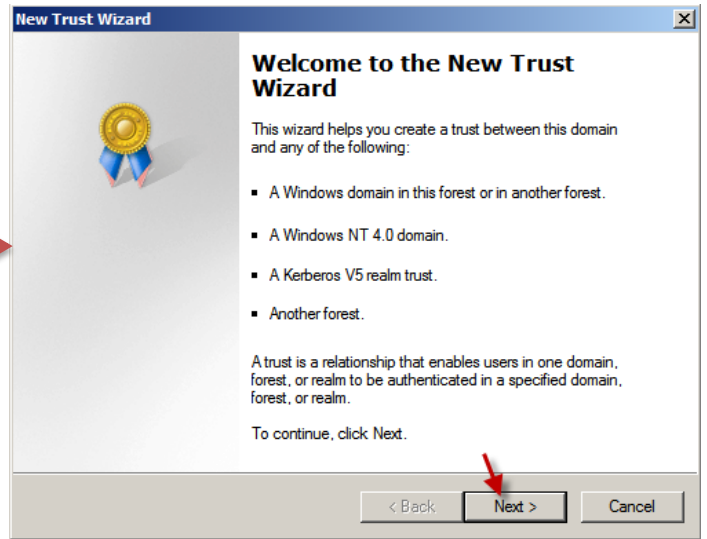 New Trust Wizard
Welcome to the New Trust
Wizard
This wizard helps you create a trust between this domain
and any of the following:
▪ A Windows domain in this forest or in another forest.
▪ A Windows NT 4.0 domain.
▪ A Kerberos V5 realm trust.
▪ Another forest.
A trust is a relationship that enables users in one domain,
forest, or realm to be authenticated in a specified domain,
forest, or realm.
To continue, click Next.
< Back Next > Cancel